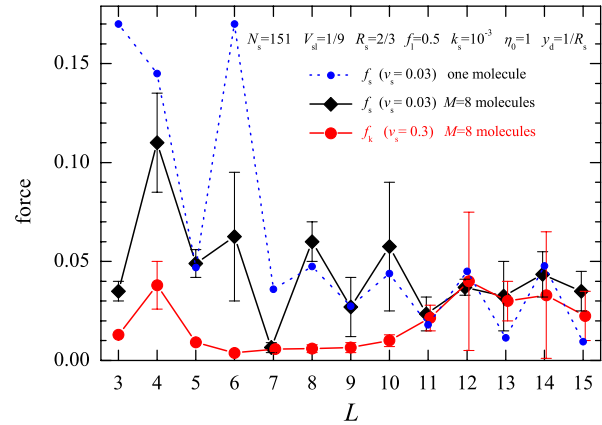 N_s=151 V_sl=1/9 R_s=2/3 f_l=0.5 k_s=10^-3 η_0=1 y_d=1/R_s
f_s (v_s= 0.03) one molecule
f_s (v_s= 0.03) M=8 molecules
f_k (v_s= 0.3) M=8 molecules
0.15
0.10
0.05
0.00
force
3 4 5 6 7 8 9 10 11 12 13 14 15
L